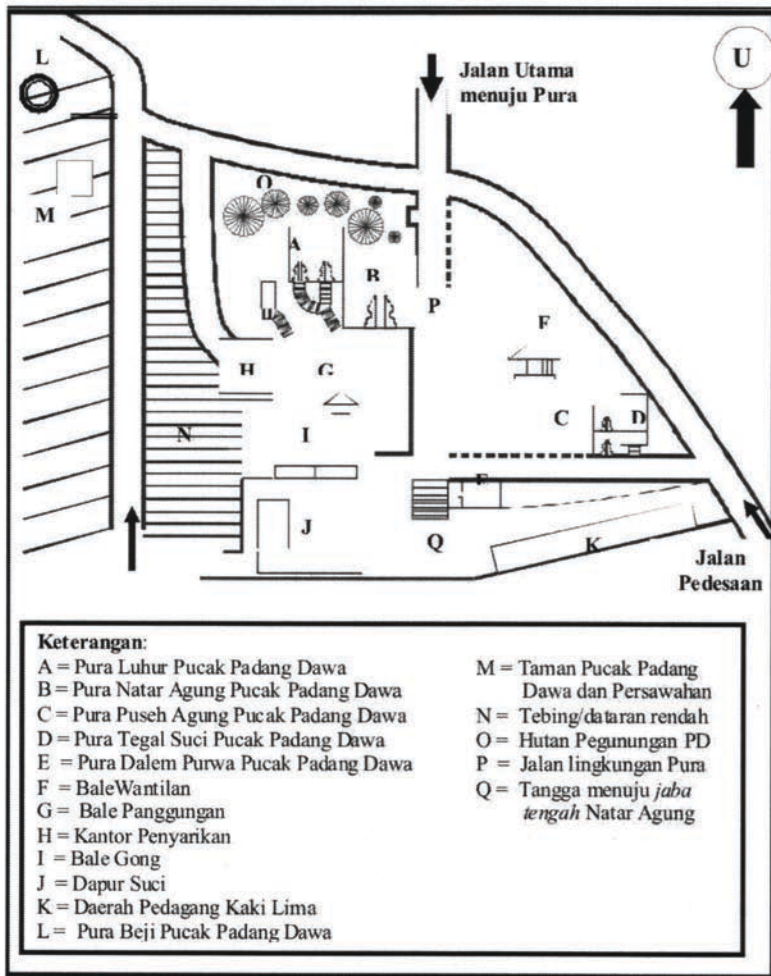 L
Jalan Utama
menuju Pura
U
M
O
A
B
P
F
H
G
C
D
N
I
E
J
Q
K
Jalan
Pedesaan
Keterangan:
A = Pura Luhur Pucak Padang Dawa
B = Pura Natar Agung Pucak Padang Dawa
C = Pura Puseh Agung Pucak Padang Dawa
D = Pura Tegal Suci Pucak Padang Dawa
E = Pura Dalem Purwa Pucak Padang Dawa
F = BaleWantilan
G = Bale Panggungan
H = Kantor Penyarikan
I = Bale Gong
J = Dapur Suci
K = Daerah Pedagang Kaki Lima
L = Pura Beji Pucak Padang Dawa
M = Taman Pucak Padang
Dawa dan Persawahan
N = Tebing/dataran rendah
O = Hutan Pegunungan PD
P = Jalan lingkungan Pura
Q = Tangga menuju jaba
tengah Natar Agung